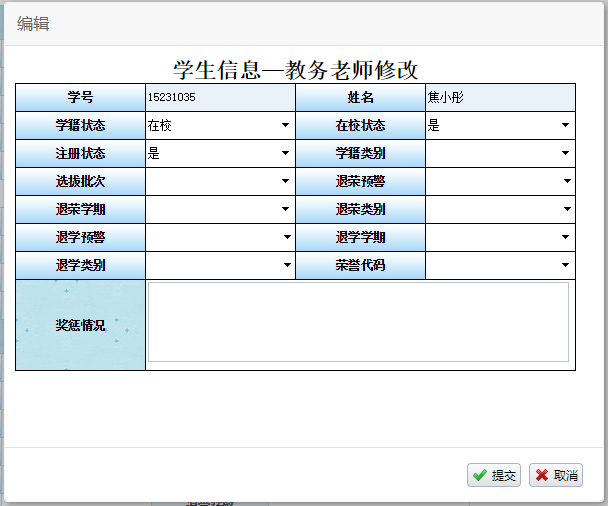 编辑
学生信息—教务老师修改
学号 15231035 姓名 焦小彤
学籍状态 在校 在校状态 是
注册状态 是 学籍类别
选拔批次 退荣预警
退荣学期 退荣类别
退学预警 退学学期
退学类别 荣誉代码
奖惩情况
提交 取消